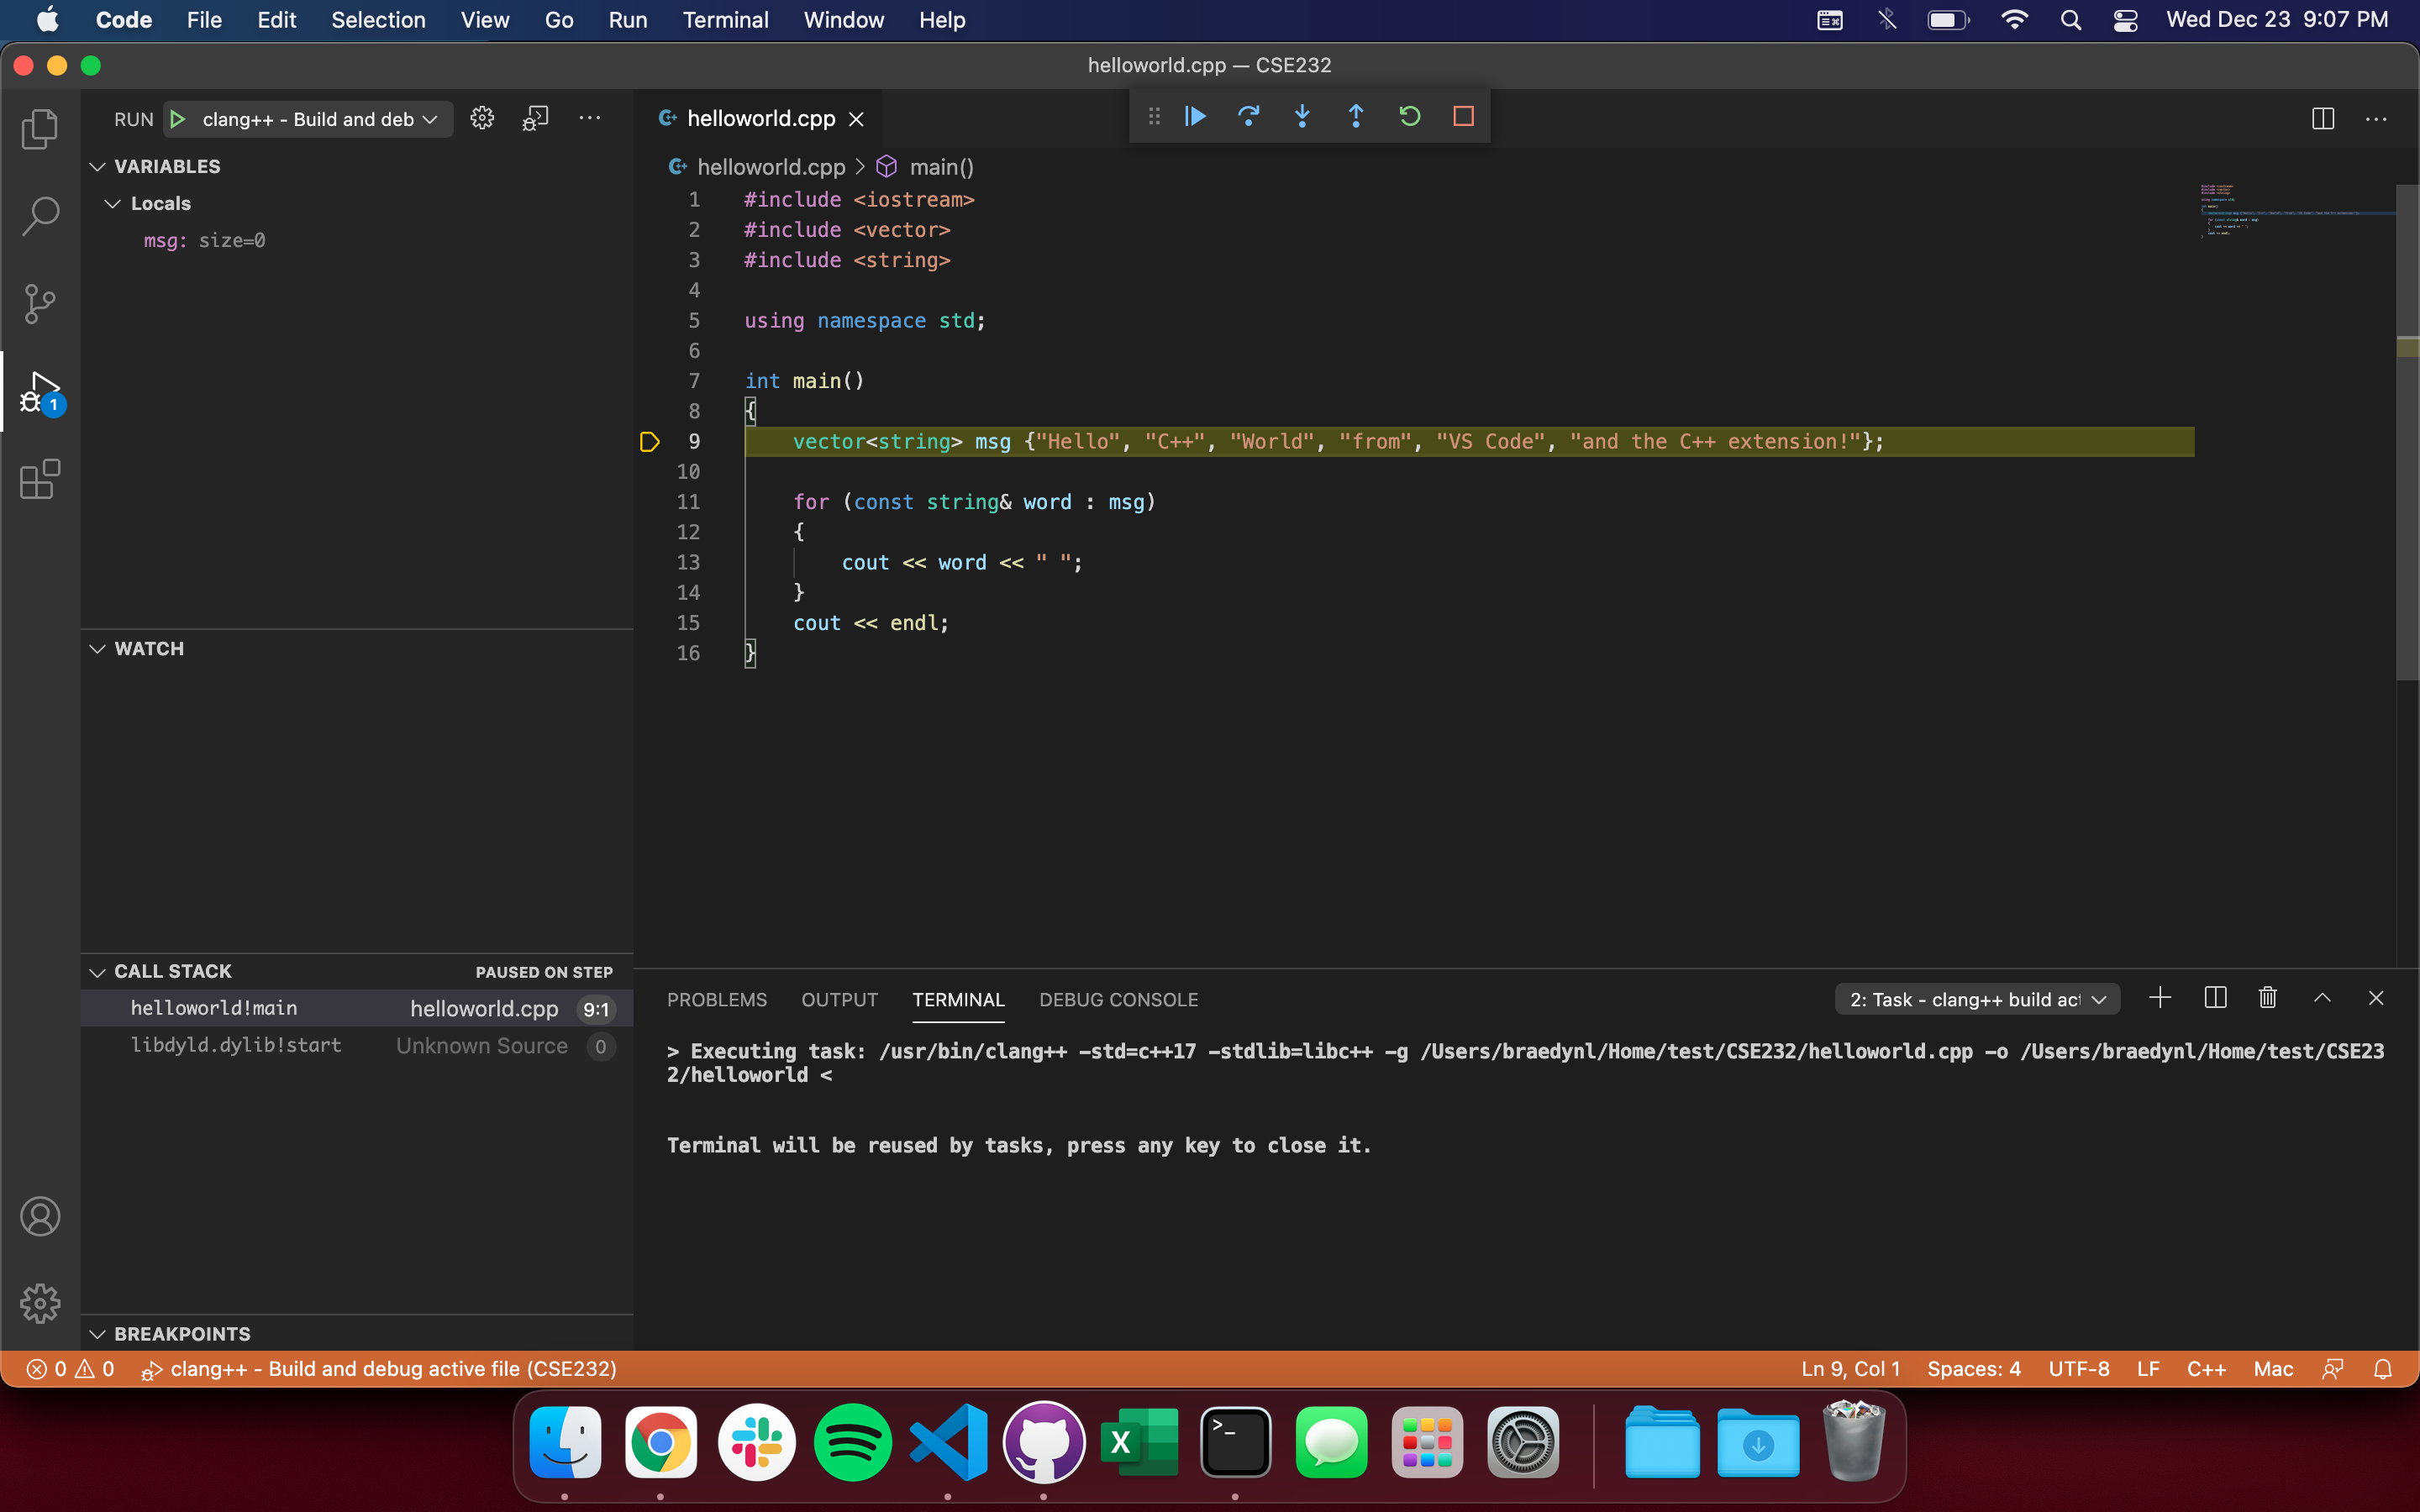 Code File Edit Selection View Go Run Terminal Window Help Wed Dec 23 9:07 PM
helloworld.cpp — CSE232
RUN clang++ - Build and deb
VARIABLES
Locals
msg: size=0
WATCH
CALL STACK PAUSED ON STEP
helloworld!main helloworld.cpp 9:1
libdyld.dylib!start Unknown Source 0
BREAKPOINTS
1
helloworld.cpp
helloworld.cpp > main()
1 #include <iostream>
2 #include <vector>
3 #include <string>
4
5 using namespace std;
6
7 int main()
8 {
9     vector<string> msg {"Hello", "C++", "World", "from", "VS Code", "and the C++ extension!"};
10
11     for (const string& word : msg)
12     {
13         cout << word << " ";
14     }
15     cout << endl;
16 }
PROBLEMS OUTPUT TERMINAL DEBUG CONSOLE 2: Task - clang++ build act
> Executing task: /usr/bin/clang++ -std=c++17 -stdlib=libc++ -g /Users/braedynl/Home/test/CSE232/helloworld.cpp -o /Users/braedynl/Home/test/CSE23
2/helloworld <
Terminal will be reused by tasks, press any key to close it.
0 0 clang++ - Build and debug active file (CSE232) Ln 9, Col 1 Spaces: 4 UTF-8 LF C++ Mac
X
>_